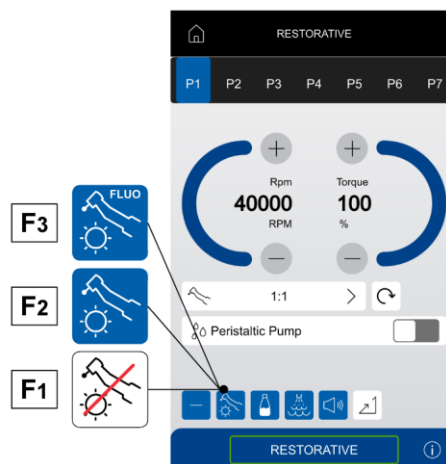 RESTORATIVE
P1 P2 P3 P4 P5 P6 P7
FLUO
F3
Rpm Torque
40000 100
RPM %
F2
1:1
Peristaltic Pump
F1
RESTORATIVE